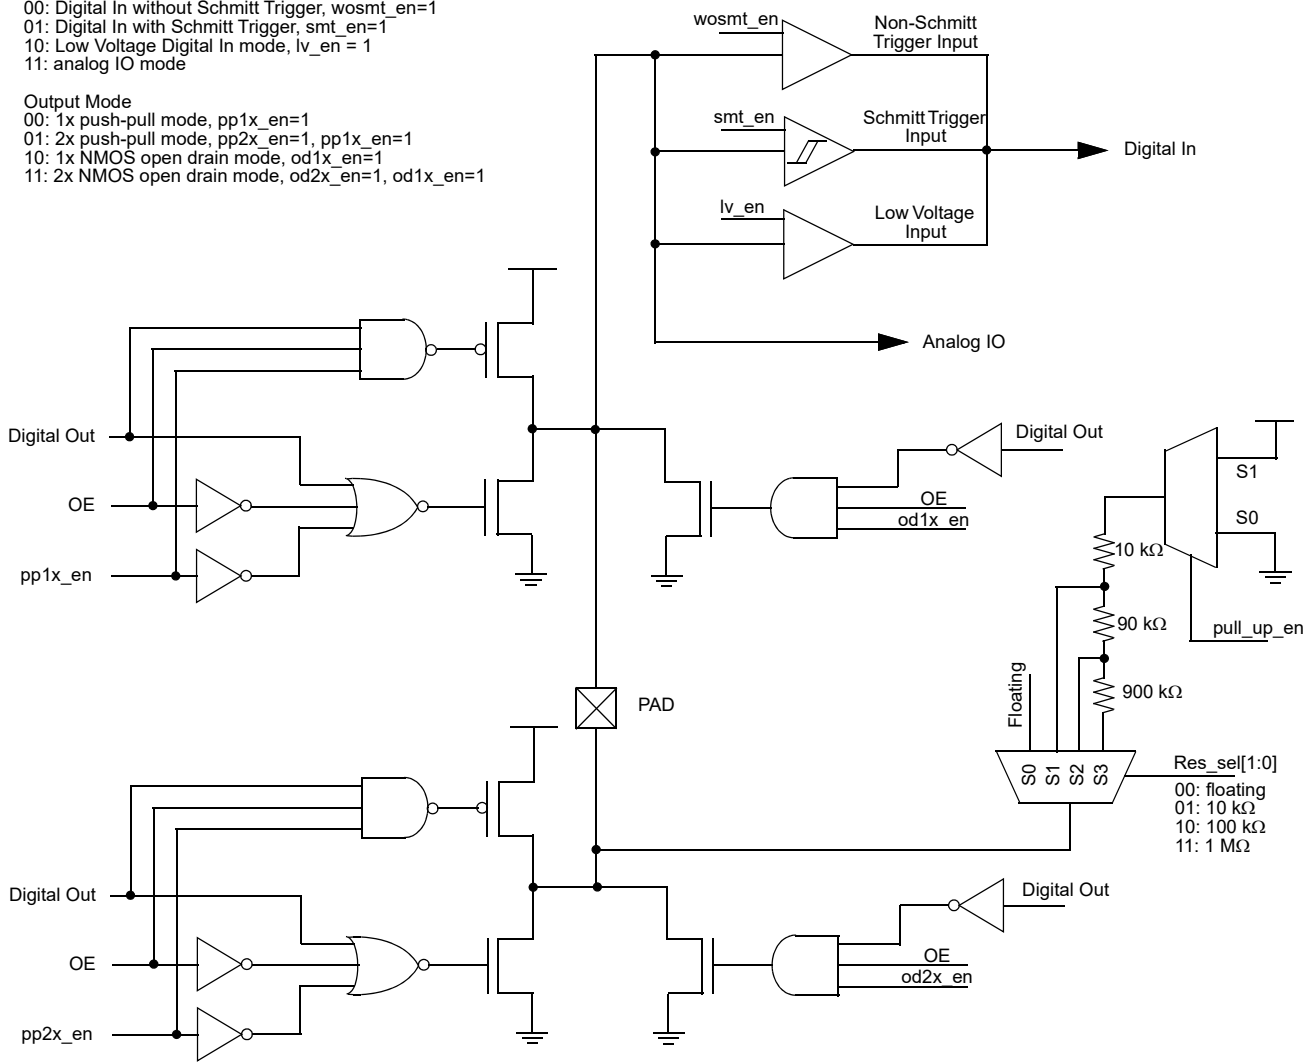 00: Digital In without Schmitt Trigger, wosmt_en=1
01: Digital In with Schmitt Trigger, smt_en=1
10: Low Voltage Digital In mode, lv_en = 1
11: analog IO mode
Output Mode
00: 1x push-pull mode, pp1x_en=1
01: 2x push-pull mode, pp2x_en=1, pp1x_en=1
10: 1x NMOS open drain mode, od1x_en=1
11: 2x NMOS open drain mode, od2x_en=1, od1x_en=1
wosmt_en
Non-Schmitt
Trigger Input
smt_en
Schmitt Trigger
Input
Digital In
lv_en
Low Voltage
Input
Analog IO
Digital Out
OE
pp1x_en
Digital Out
OE
od1x_en
S1
S0
10 kΩ
90 kΩ
pull_up_en
900 kΩ
Floating
PAD
S0
S1
S2
S3
Res_sel[1:0]
00: floating
01: 10 kΩ
10: 100 kΩ
11: 1 MΩ
Digital Out
OE
pp2x_en
Digital Out
OE
od2x_en